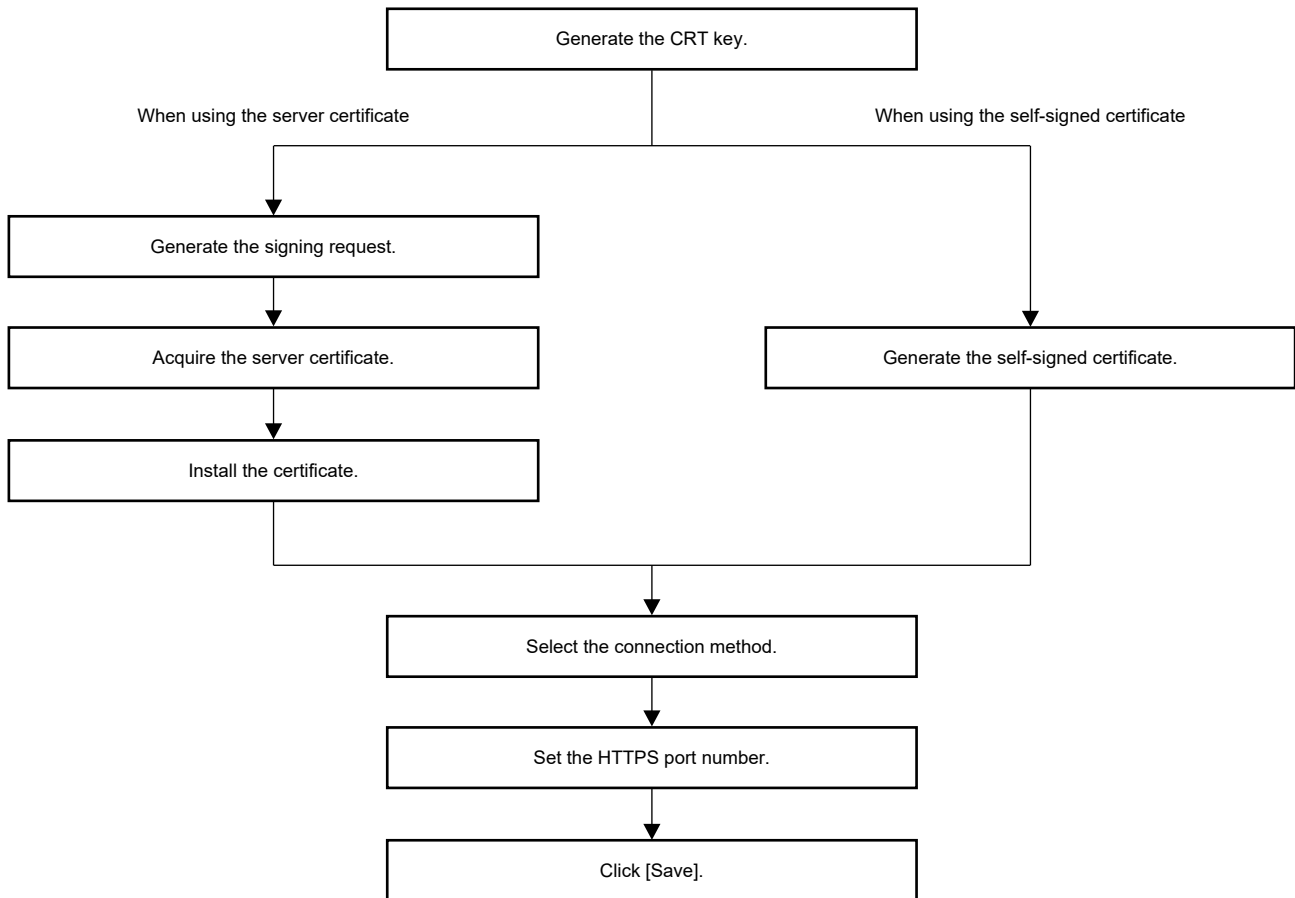 Generate the CRT key.
When using the server certificate
When using the self-signed certificate
Generate the signing request.
Acquire the server certificate.
Generate the self-signed certificate.
Install the certificate.
Select the connection method.
Set the HTTPS port number.
Click [Save].